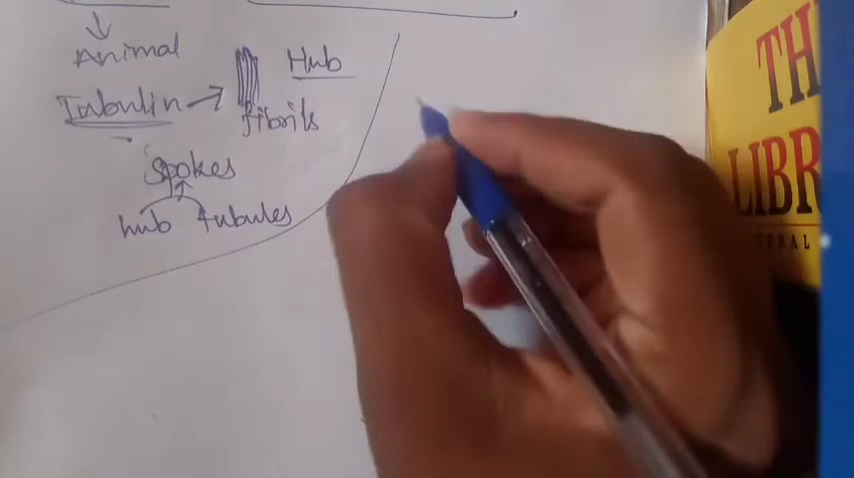 Animal
Tubulin → Hub
fibrils
Spokes
hub tubules
TH
LIBR